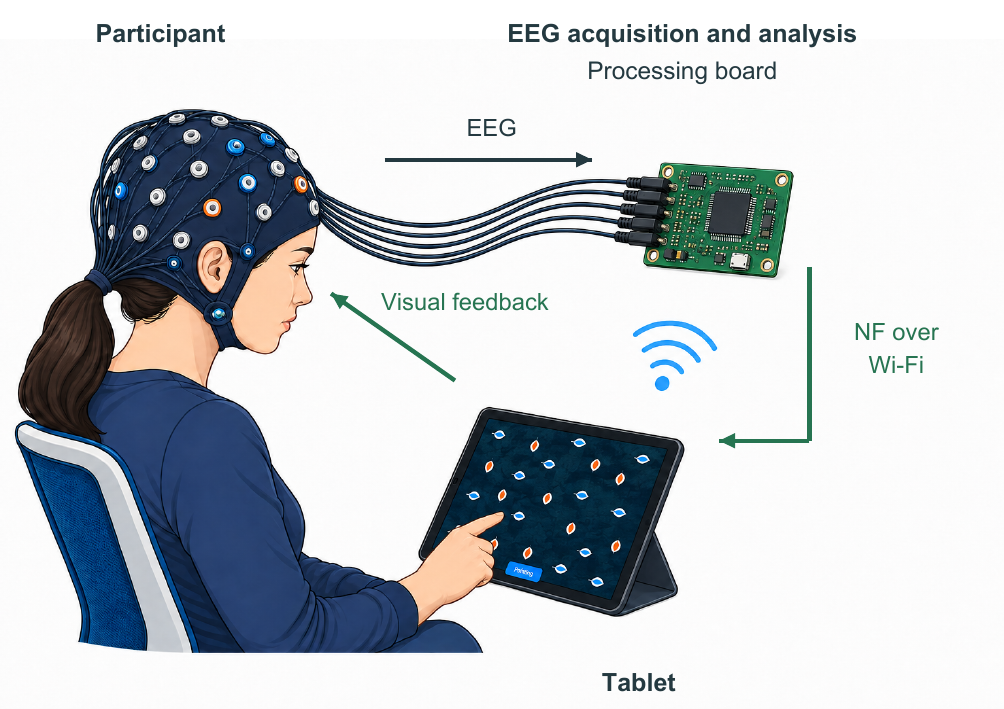 Participant
EEG acquisition and analysis
Processing board
EEG
Visual feedback
NF over
Wi-Fi
Tablet